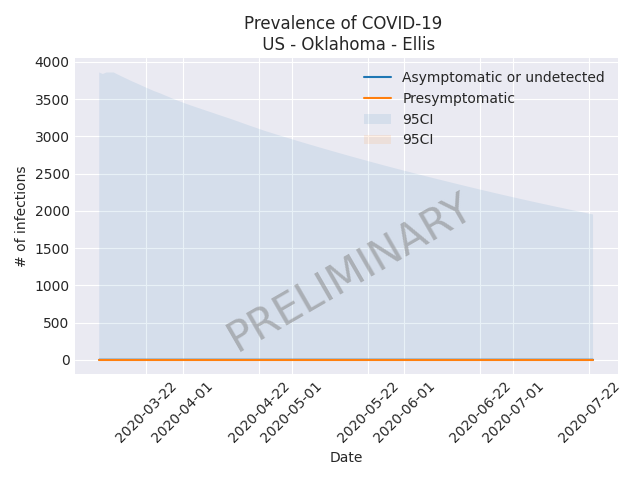 Prevalence of COVID-19
US - Oklahoma - Ellis
4000
3500
3000
2500
2000
1500
1000
500
0
# of infections
Asymptomatic or undetected
Presymptomatic
95CI
95CI
PRELIMINARY
2020-03-22
2020-04-01
2020-04-22
2020-05-01
2020-05-22
2020-06-01
2020-06-22
2020-07-01
2020-07-22
Date